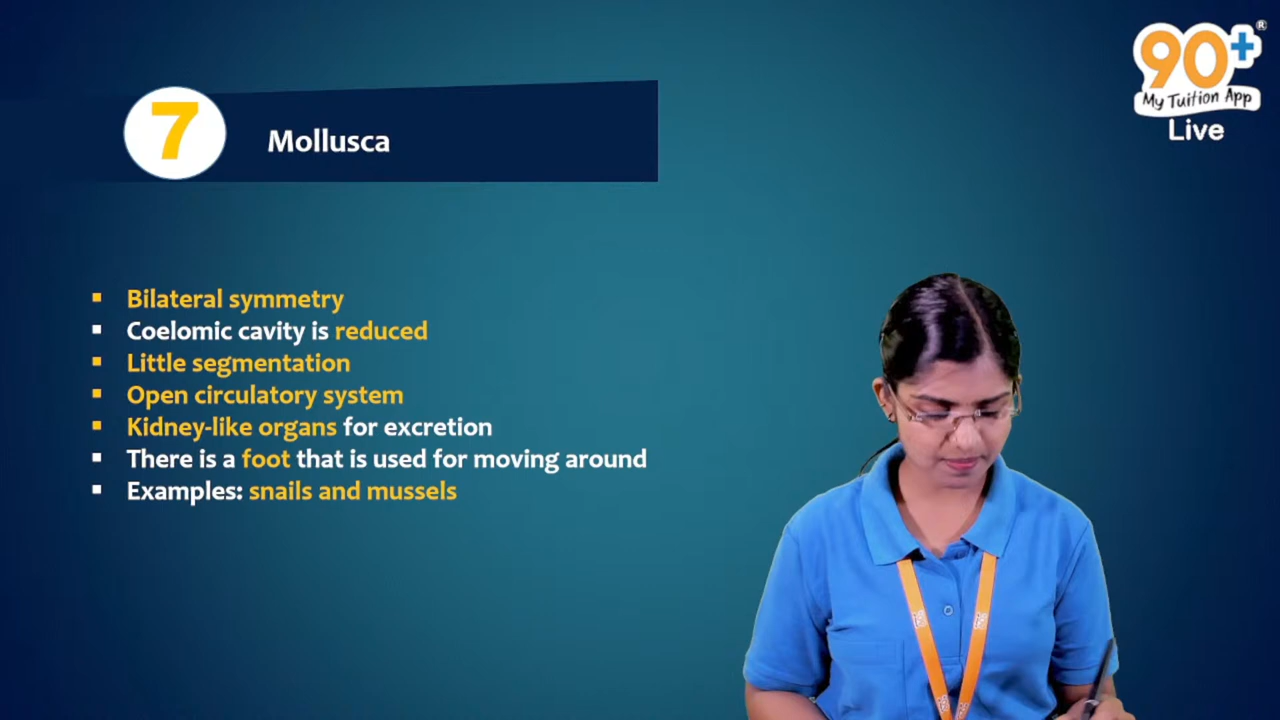 90+
®
My Tuition App
Live
7
Mollusca
▪ Bilateral symmetry
▪ Coelomic cavity is reduced
▪ Little segmentation
▪ Open circulatory system
▪ Kidney-like organs for excretion
▪ There is a foot that is used for moving around
▪ Examples: snails and mussels